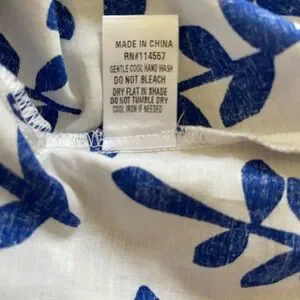 MADE IN CHINA
RN#114557
GENTLE COOL HAND WASH
DO NOT BLEACH
DRY FLAT IN SHADE
DO NOT TUMBLE DRY
COOL IRON IF NEEDED